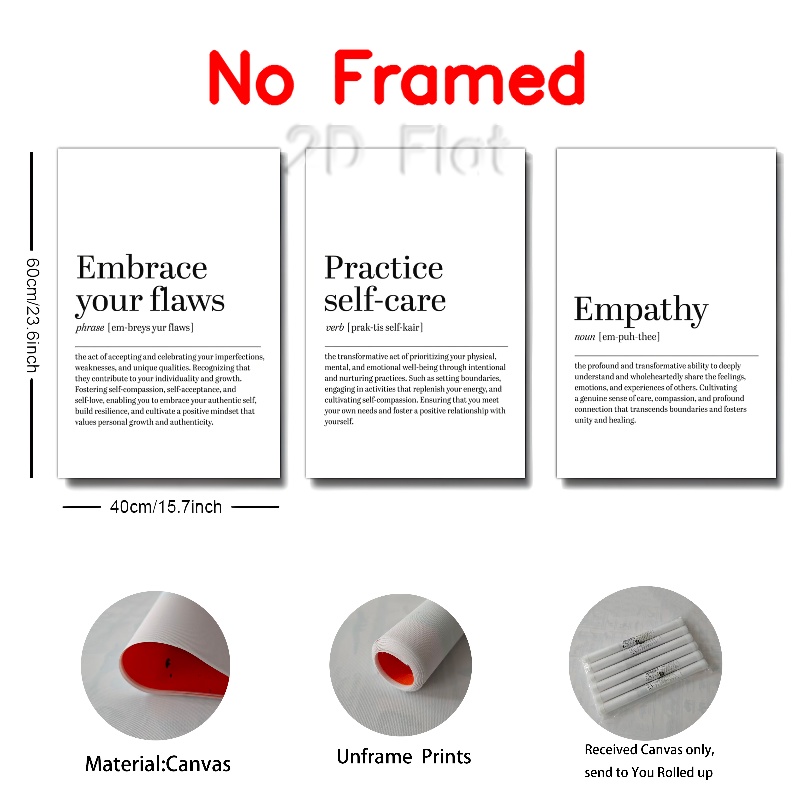 No Framed
2D Flat
60cm/23.6inch
Embrace
your flaws
phrase [em-breys yur flaws]
the act of accepting and celebrating your imperfections,
weaknesses, and unique qualities. Recognizing that
they contribute to your individuality and growth.
Fostering self-compassion, self-acceptance, and
self-love, enabling you to embrace your authentic self,
build resilience, and cultivate a positive mindset that
values personal growth and authenticity.
Practice
self-care
verb [prak-tis self-kair]
the transformative act of prioritizing your physical,
mental, and emotional well-being through intentional
and nurturing practices. Such as setting boundaries,
engaging in activities that replenish your energy, and
cultivating self-compassion. Ensuring that you meet
your own needs and foster a positive relationship with
yourself.
Empathy
noun [em-puh-thee]
the profound and transformative ability to deeply
understand and wholeheartedly share the feelings,
emotions, and experiences of others. Cultivating
a genuine sense of care, compassion, and profound
connection that transcends boundaries and fosters
unity and healing.
40cm/15.7inch
Material:Canvas
Unframe Prints
Received Canvas only,
send to You Rolled up